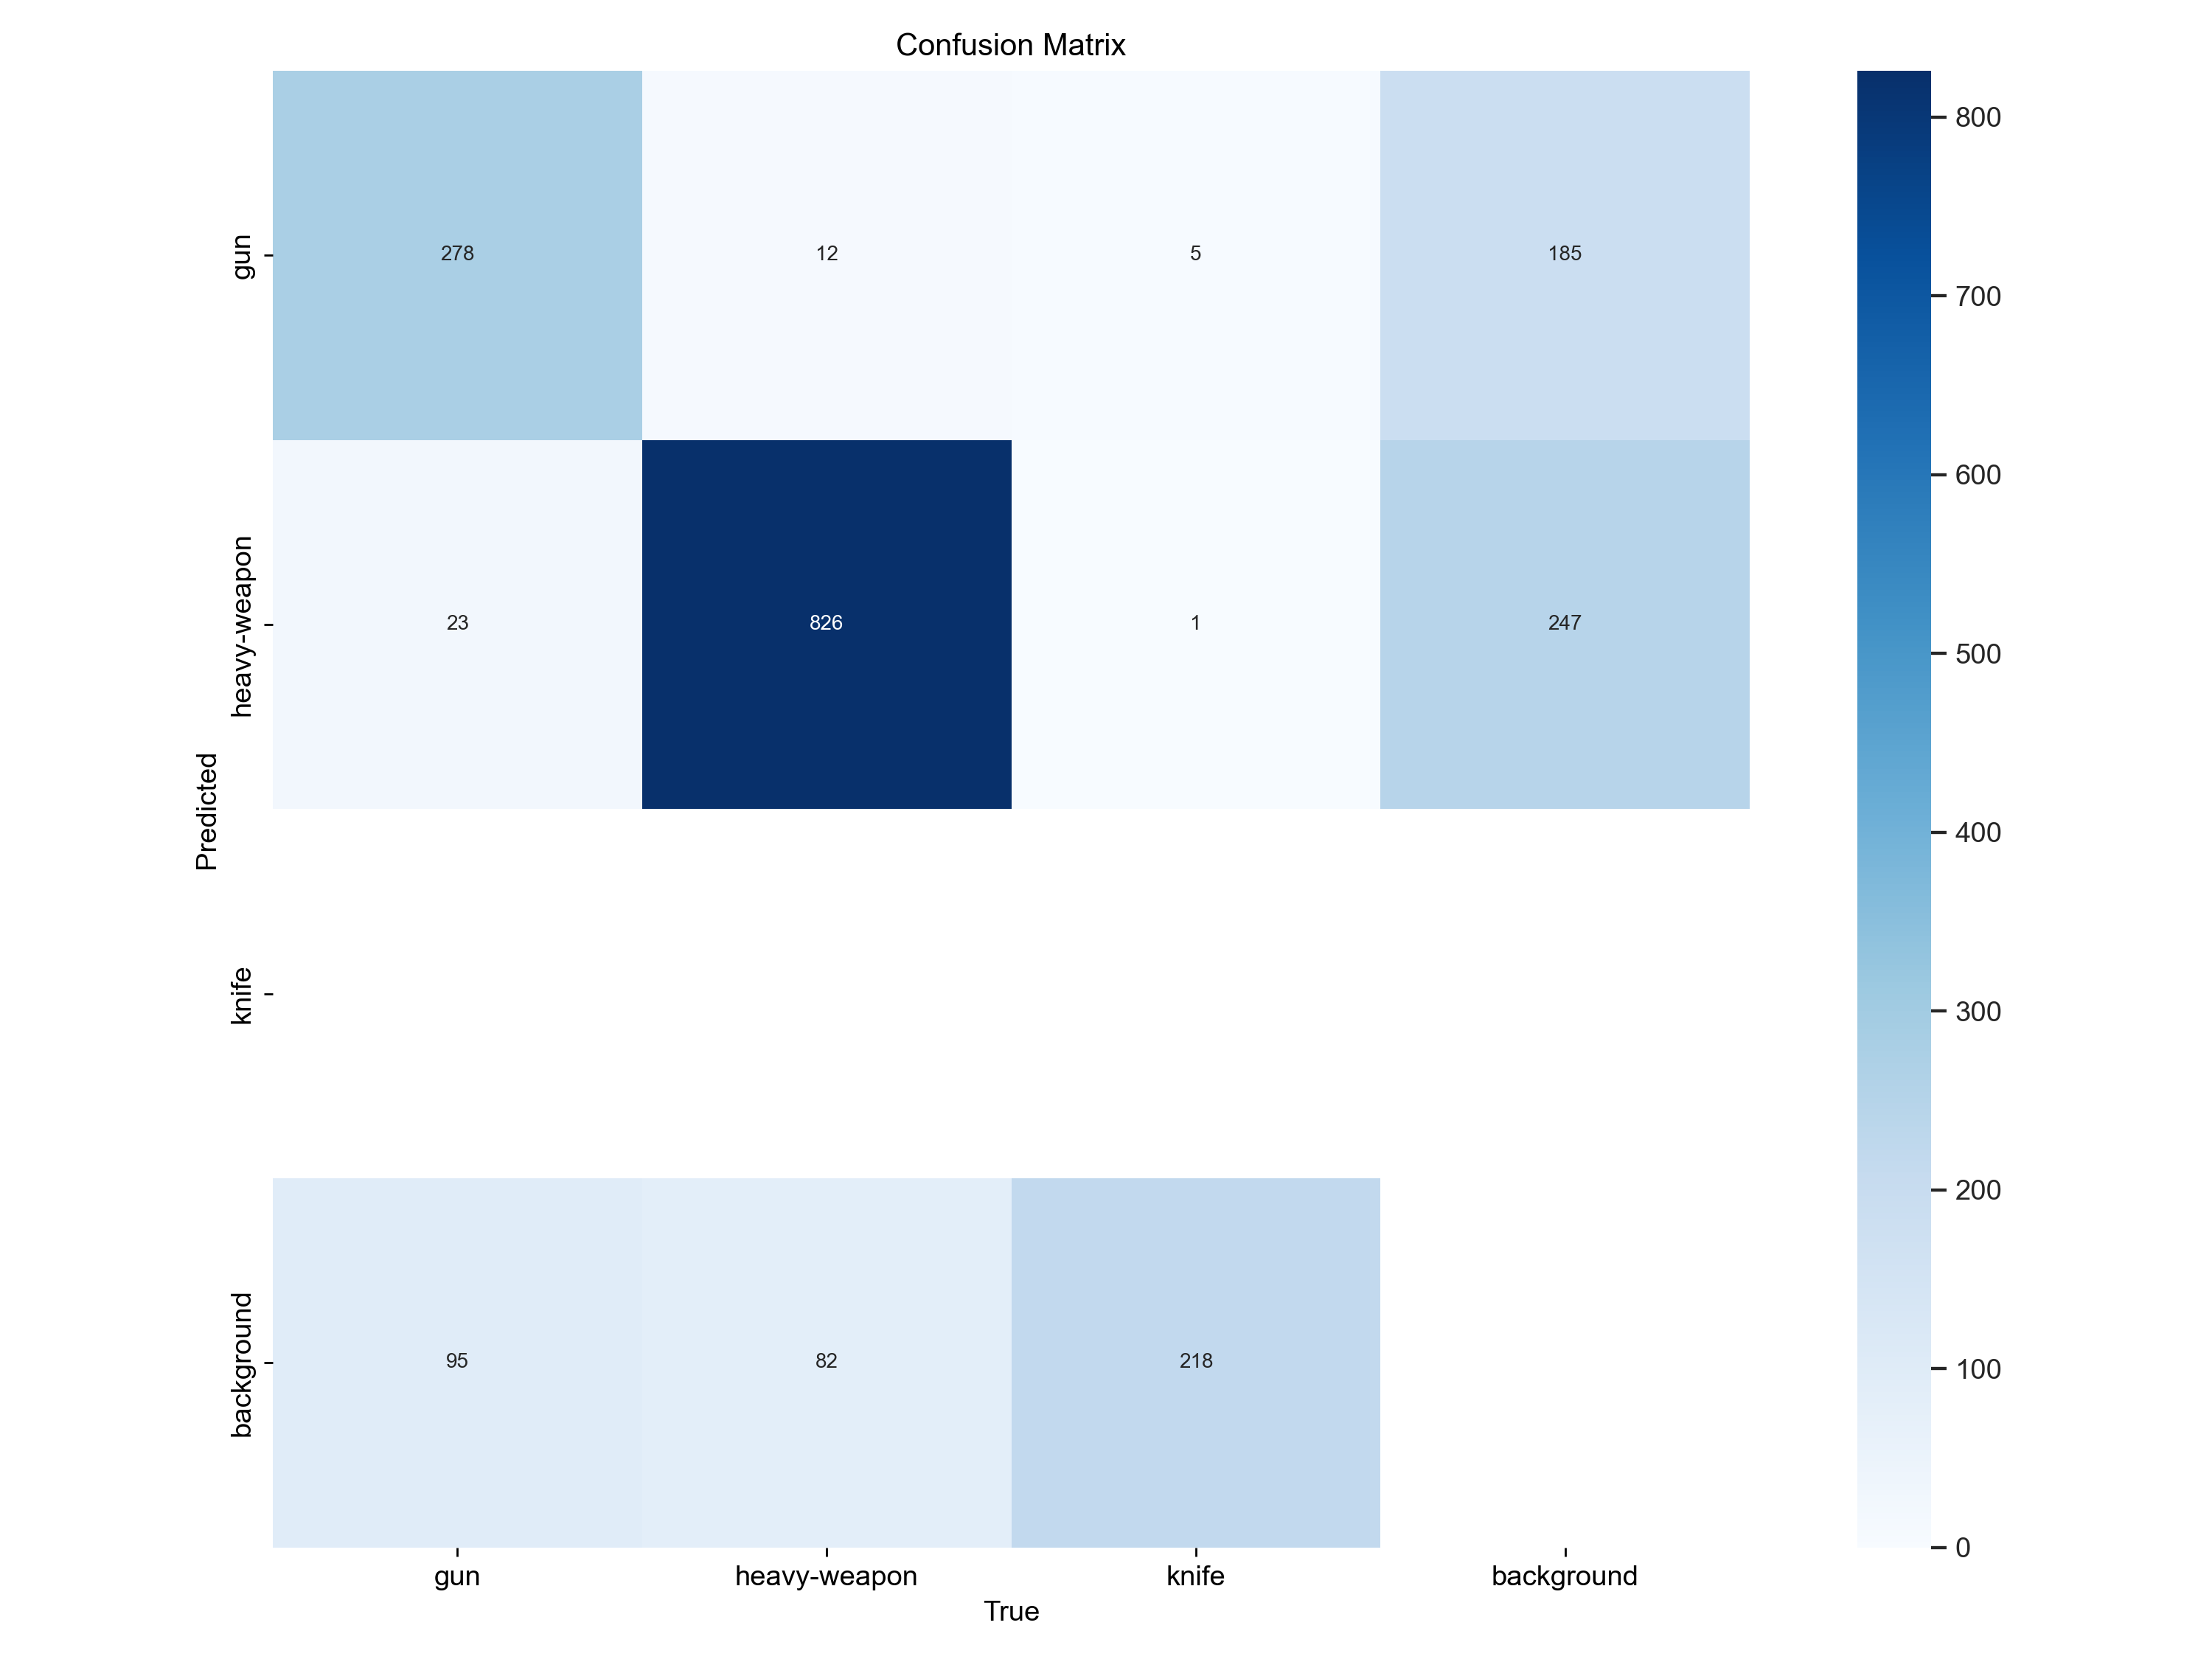 Confusion Matrix
gun
278
12
5
185
heavy-weapon
23
826
1
247
knife
background
95
82
218
Predicted
gun
heavy-weapon
knife
background
True
800
700
600
500
400
300
200
100
0